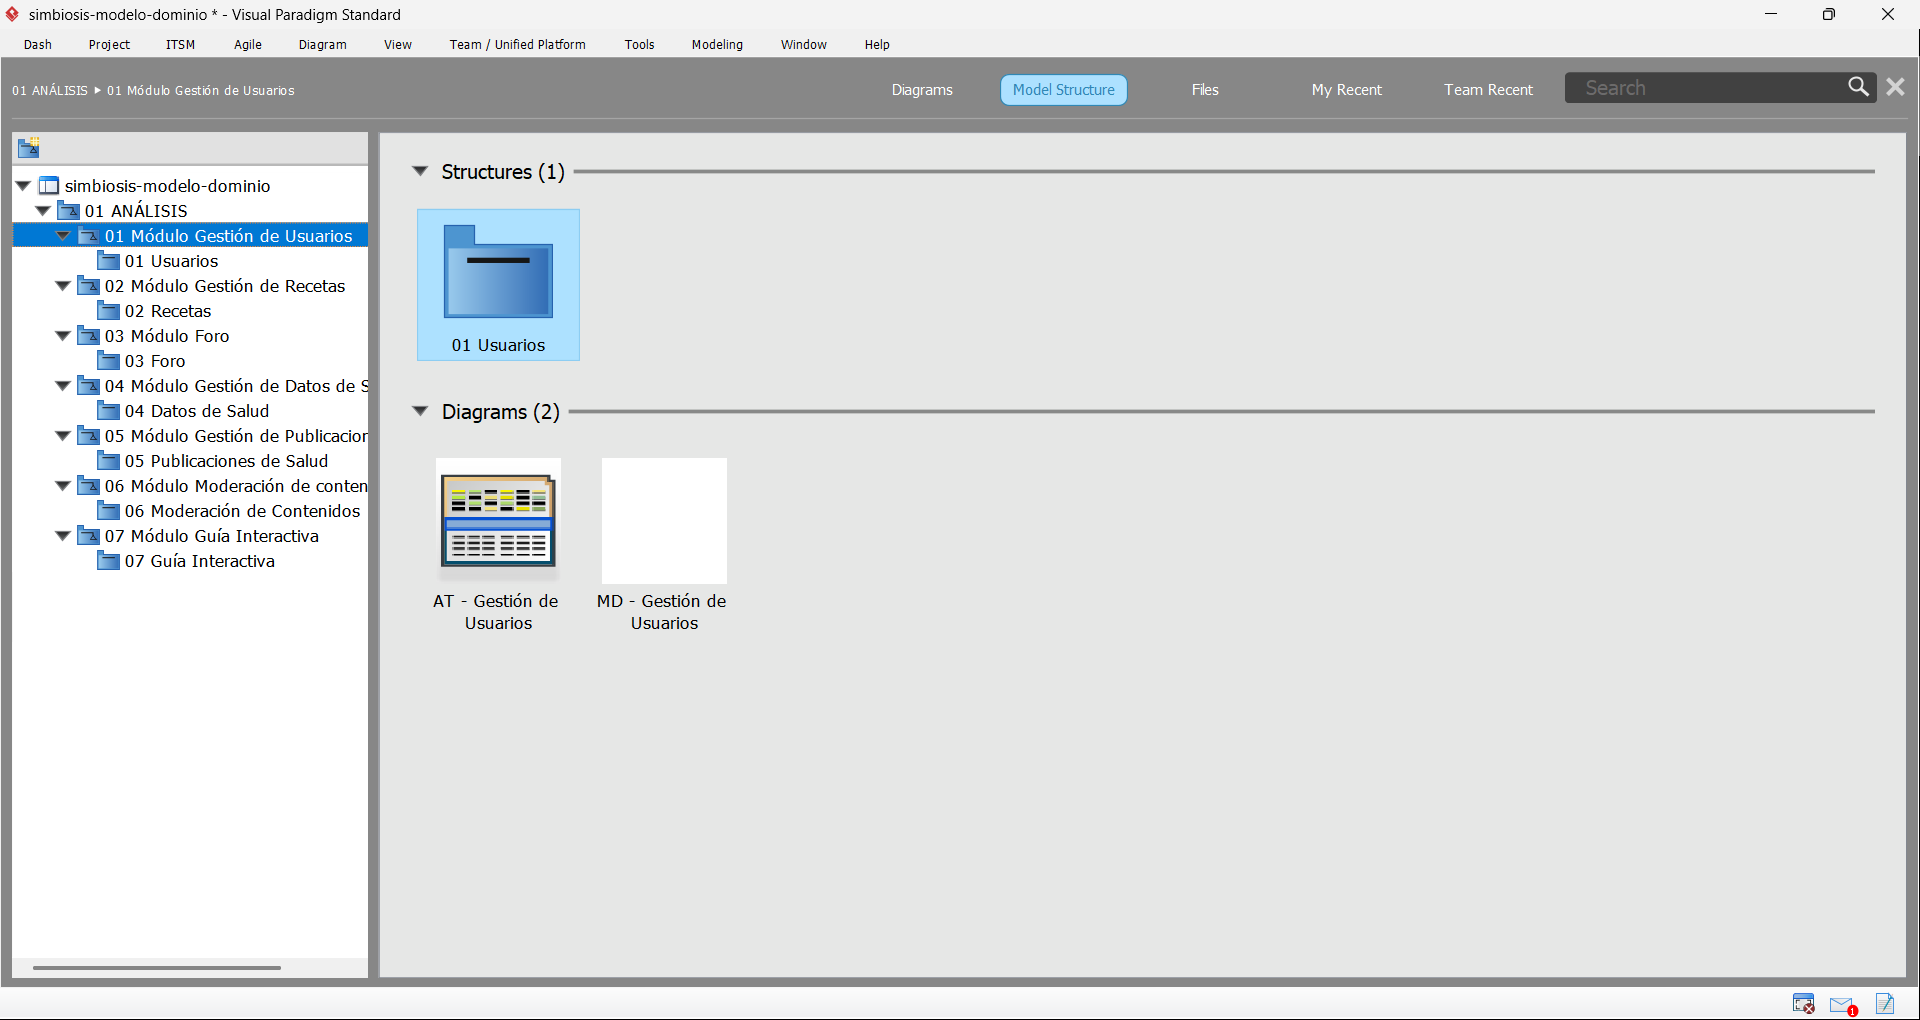 simbiosis-modelo-dominio * - Visual Paradigm Standard
Dash Project ITSM Agile Diagram View Team / Unified Platform Tools Modeling Window Help
01 ANÁLISIS 01 Módulo Gestión de Usuarios
Diagrams Model Structure Files My Recent Team Recent Search
simbiosis-modelo-dominio
01 ANÁLISIS
01 Módulo Gestión de Usuarios
01 Usuarios
02 Módulo Gestión de Recetas
02 Recetas
03 Módulo Foro
03 Foro
04 Módulo Gestión de Datos de S
04 Datos de Salud
05 Módulo Gestión de Publicacior
05 Publicaciones de Salud
06 Módulo Moderación de conten
06 Moderación de Contenidos
07 Módulo Guía Interactiva
07 Guía Interactiva
Structures (1)
01 Usuarios
Diagrams (2)
AT - Gestión de
Usuarios
MD - Gestión de
Usuarios
1